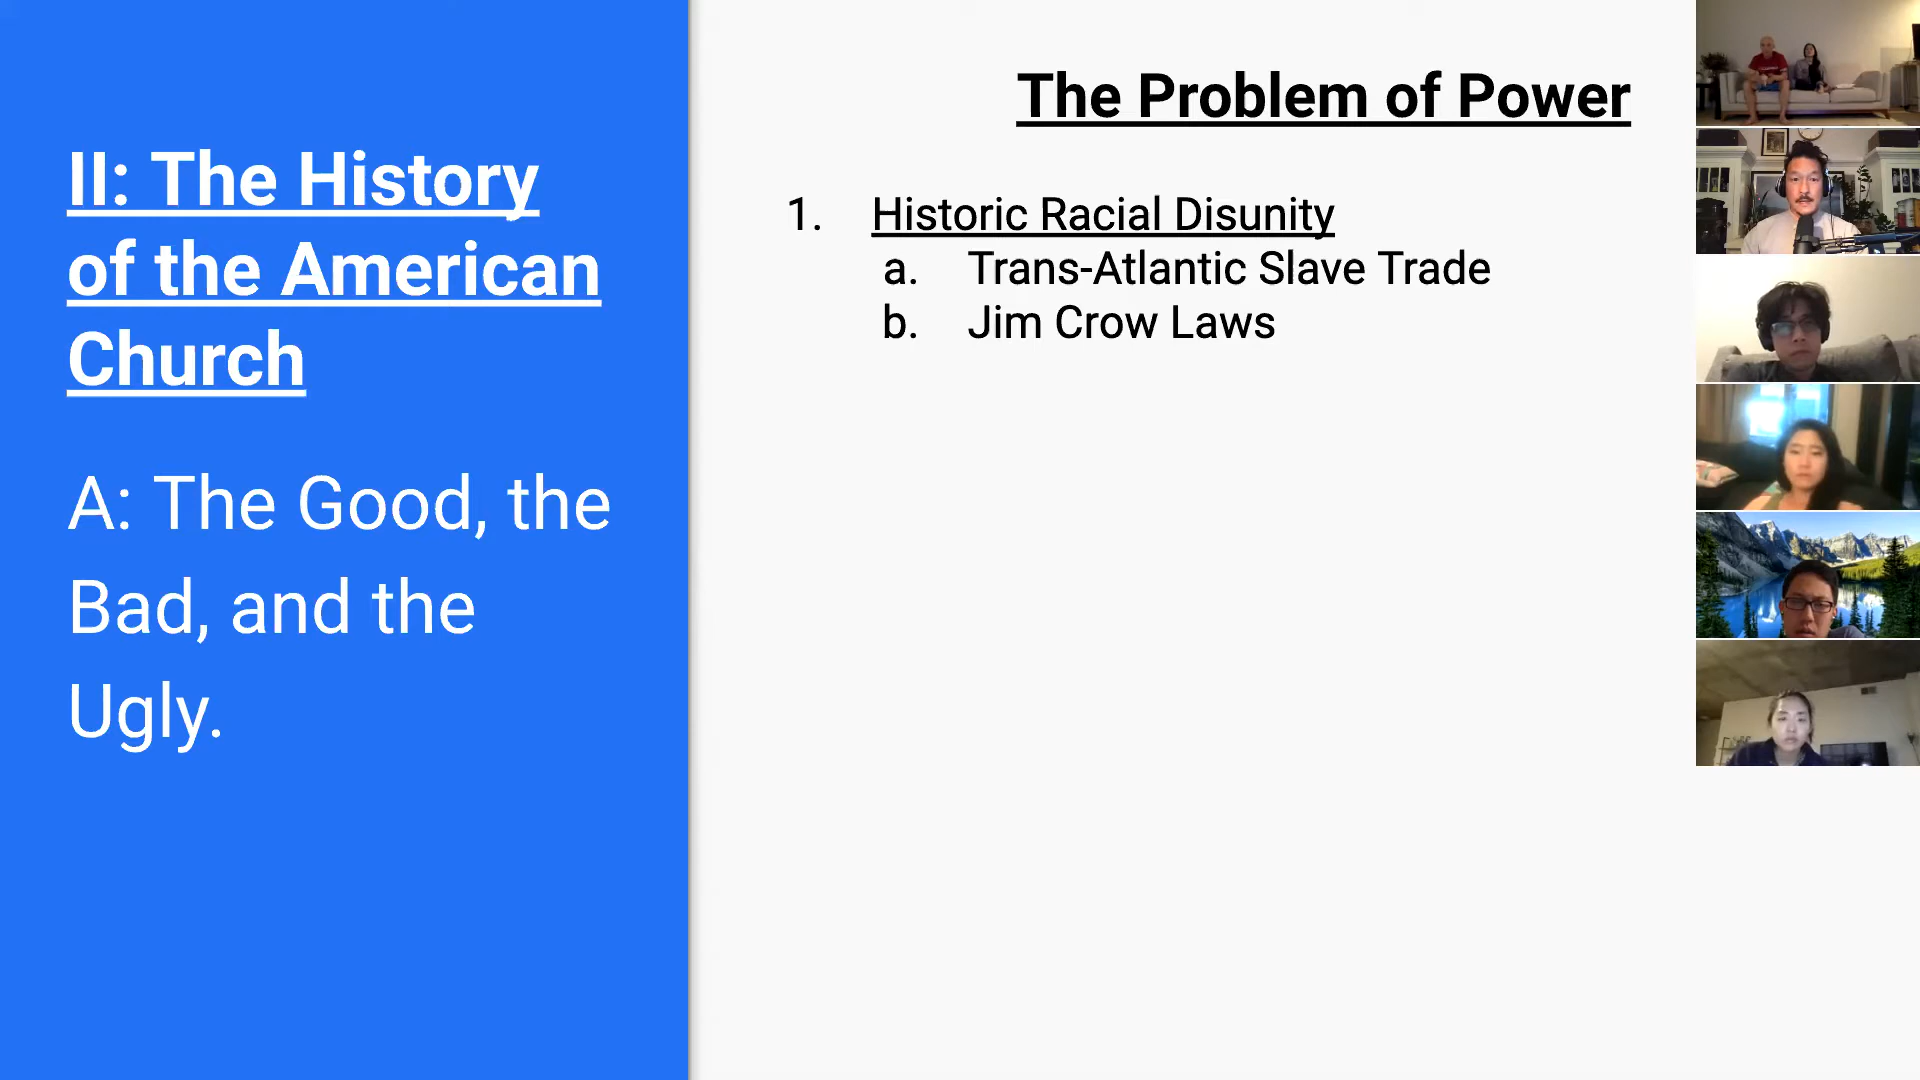 II: The History
of the American
Church
A: The Good, the
Bad, and the
Ugly.
The Problem of Power
1. Historic Racial Disunity
a. Trans-Atlantic Slave Trade
b. Jim Crow Laws